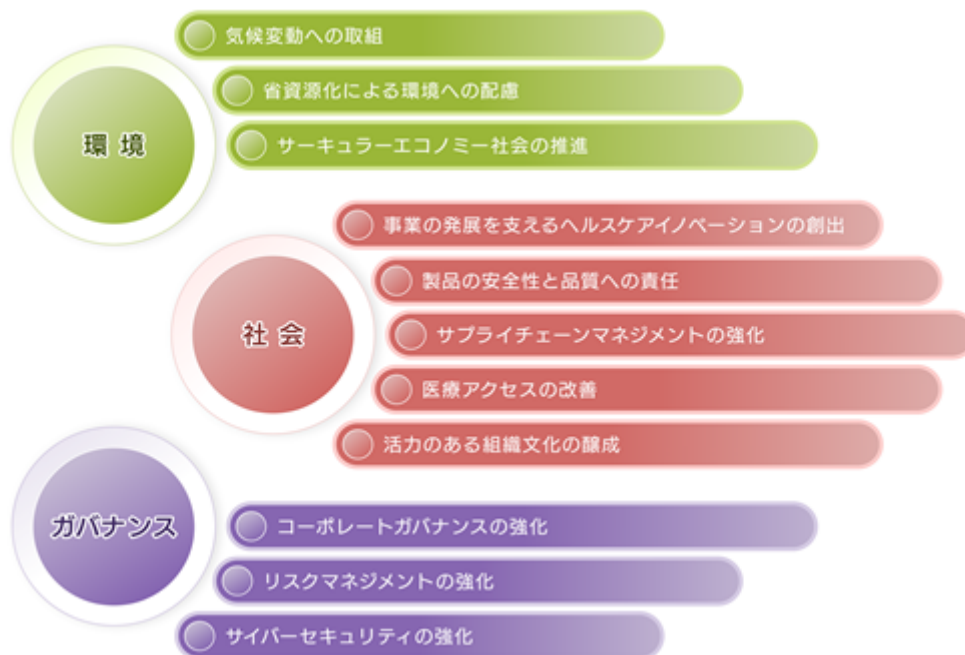 環境
気候変動への取組
省資源化による環境への配慮
サーキュラーエコノミー社会の推進
社会
事業の発展を支えるヘルスケアイノベーションの創出
製品の安全性と品質への責任
サプライチェーンマネジメントの強化
医療アクセスの改善
活力のある組織文化の醸成
ガバナンス
コーポレートガバナンスの強化
リスクマネジメントの強化
サイバーセキュリティの強化